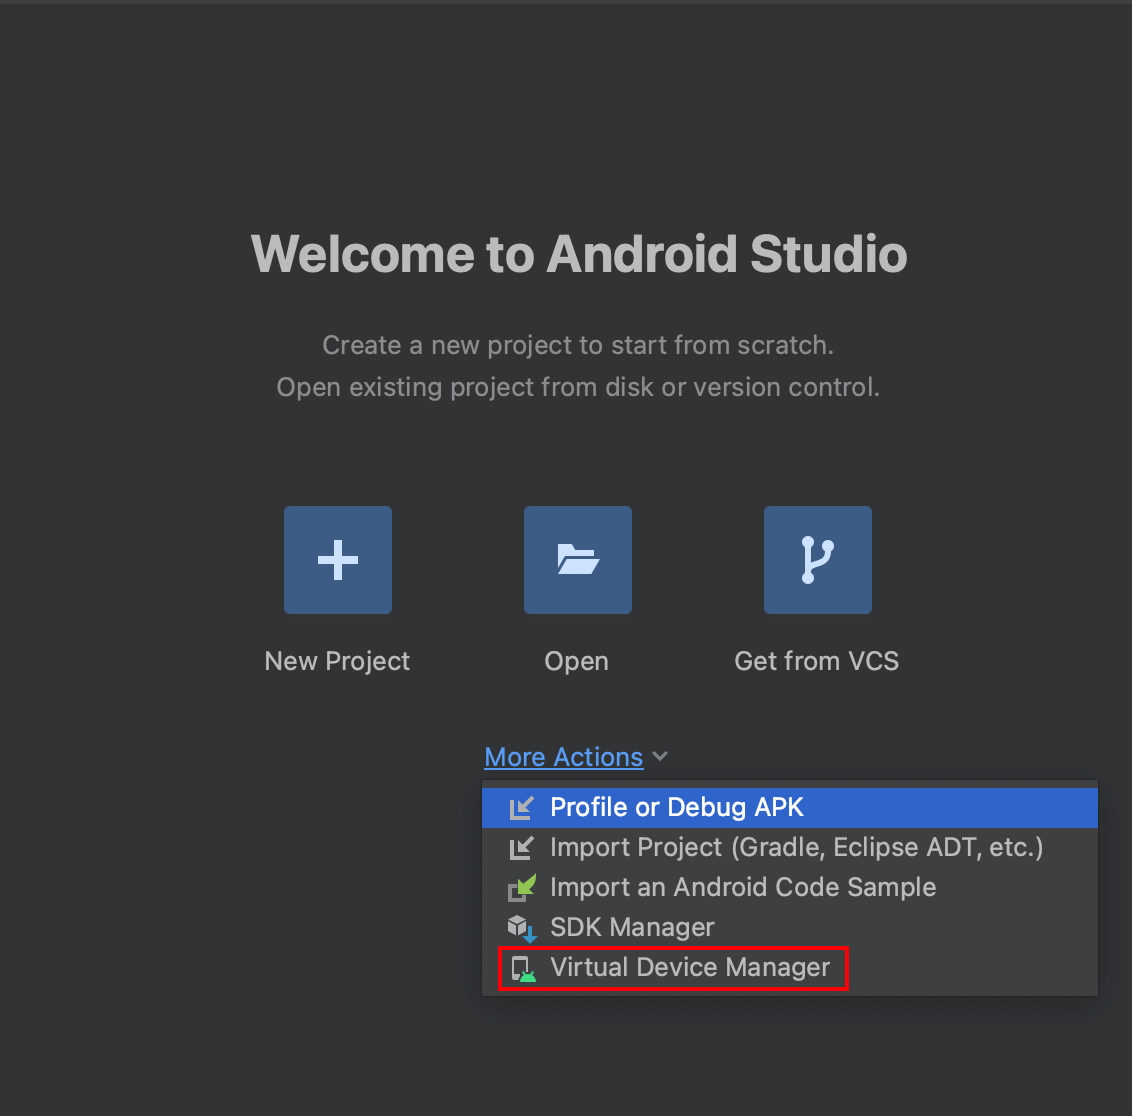 Welcome to Android Studio
Create a new project to start from scratch.
Open existing project from disk or version control.
New Project
Open
Get from VCS
More Actions
Profile or Debug APK
Import Project (Gradle, Eclipse ADT, etc.)
Import an Android Code Sample
SDK Manager
Virtual Device Manager